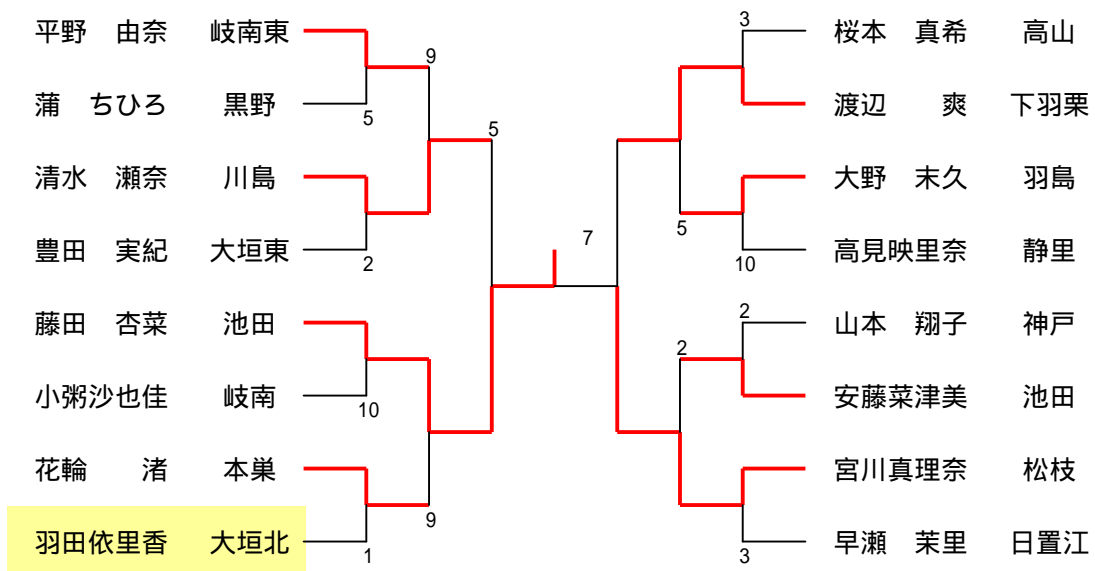 平野 由奈 岐南東
蒲 ちひろ 黒野
清水 瀬奈 川島
豊田 実紀 大垣東
藤田 杏菜 池田
小粥沙也佳 岐南
花輪 渚 本巣
羽田依里香 大垣北
9
5
5
2
10
9
1
7
3
5
10
2
2
3
桜本 真希 高山
渡辺 爽 下羽栗
大野 末久 羽島
高見映里奈 静里
山本 翔子 神戸
安藤菜津美 池田
宮川真理奈 松枝
早瀬 茉里 日置江